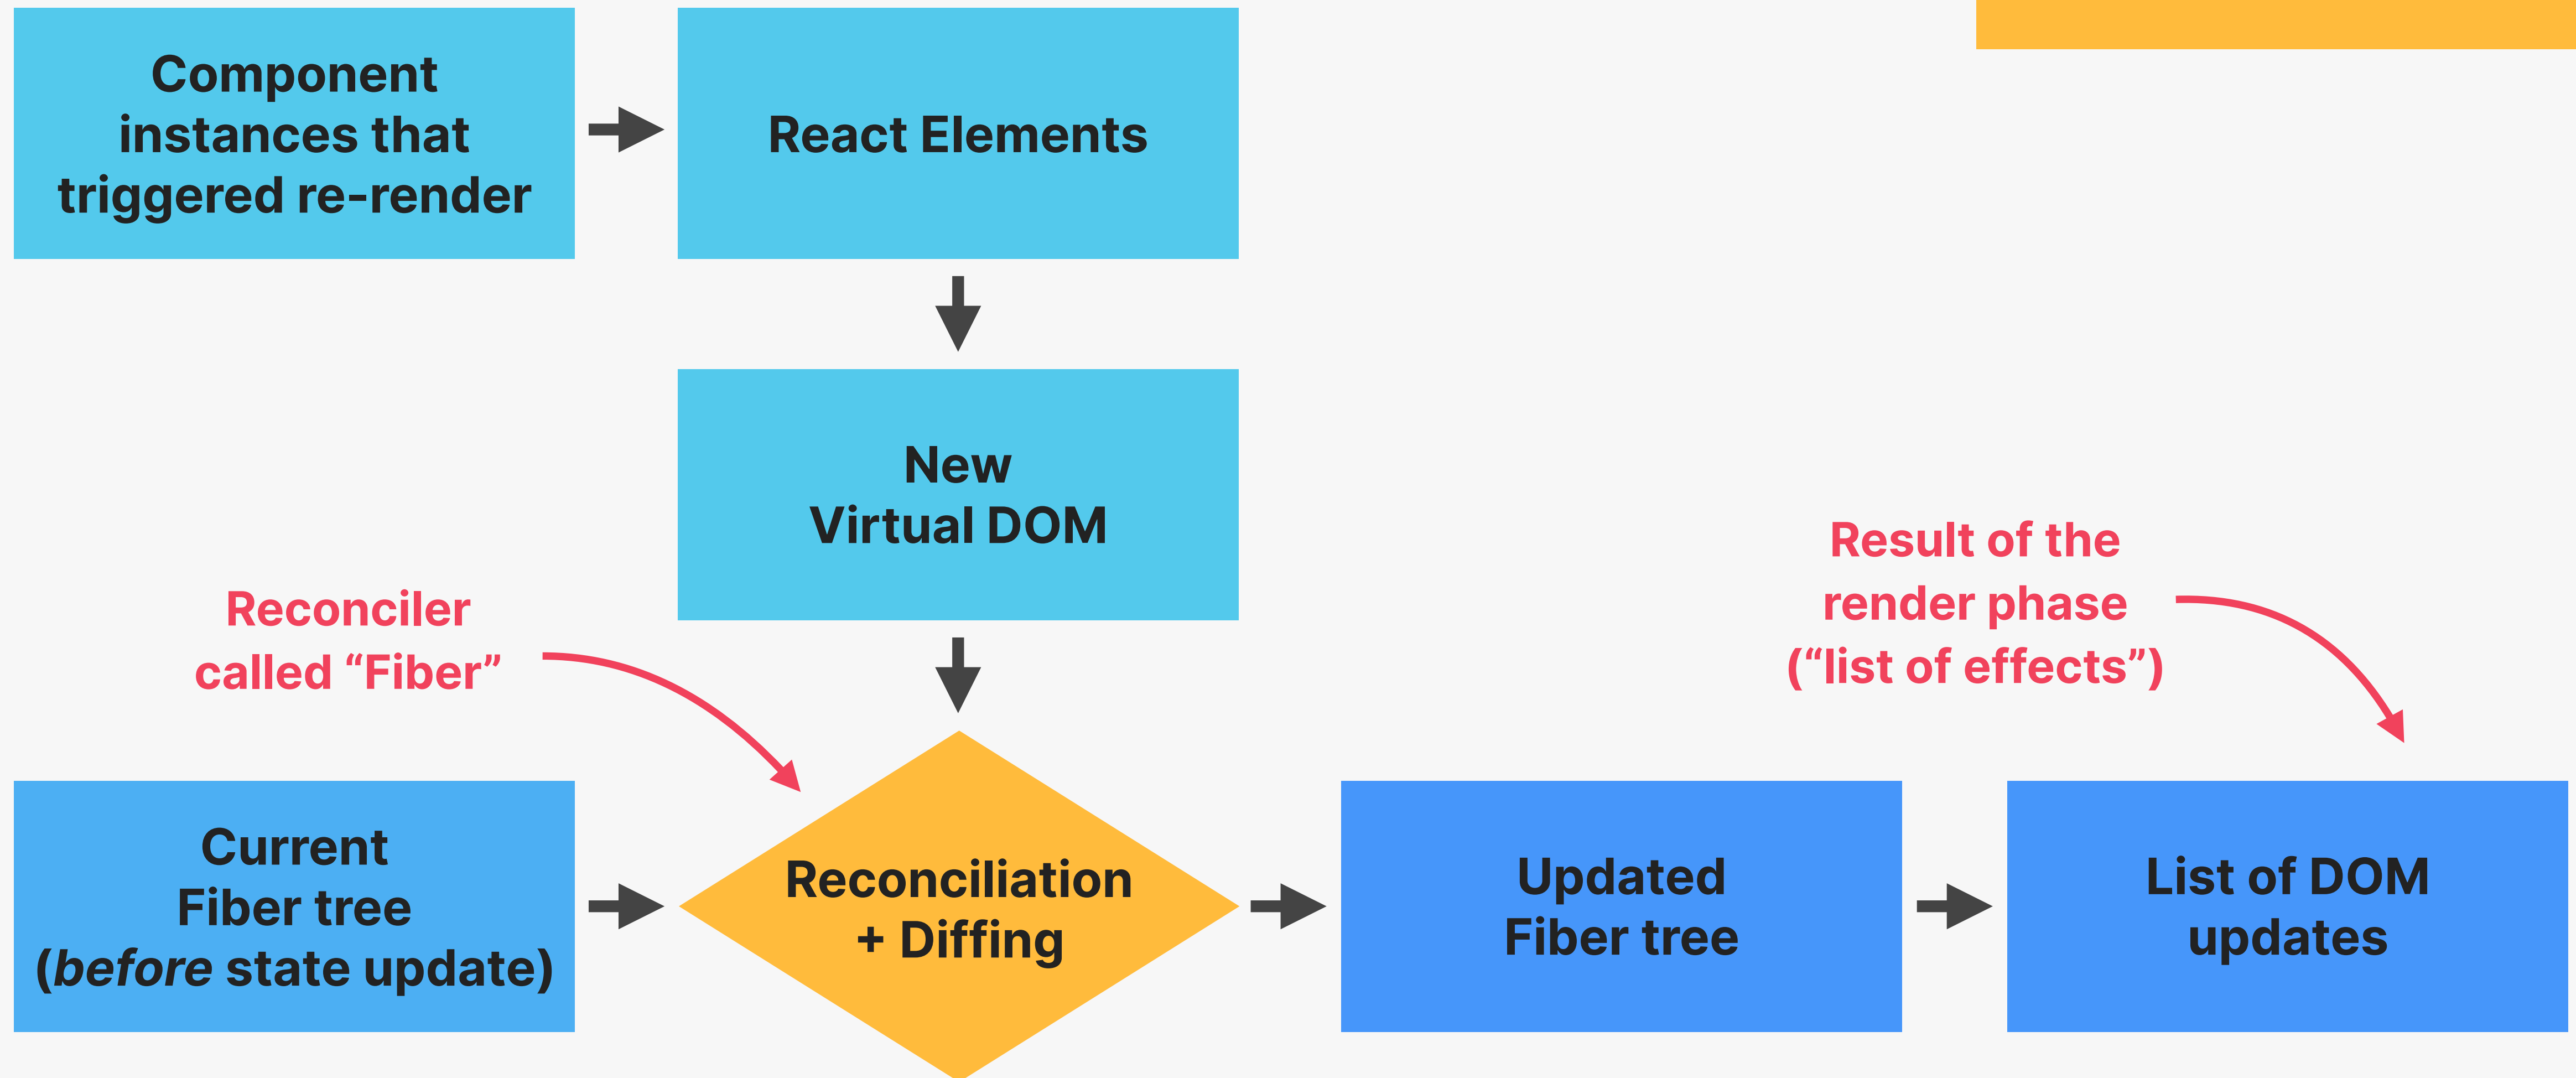 Component
instances that
triggered re-render
React Elements
New
Virtual DOM
Reconciler
called “Fiber”
Result of the
render phase
(“list of effects”)
Current
Fiber tree
(before state update)
Reconciliation
+ Diffing
Updated
Fiber tree
List of DOM
updates